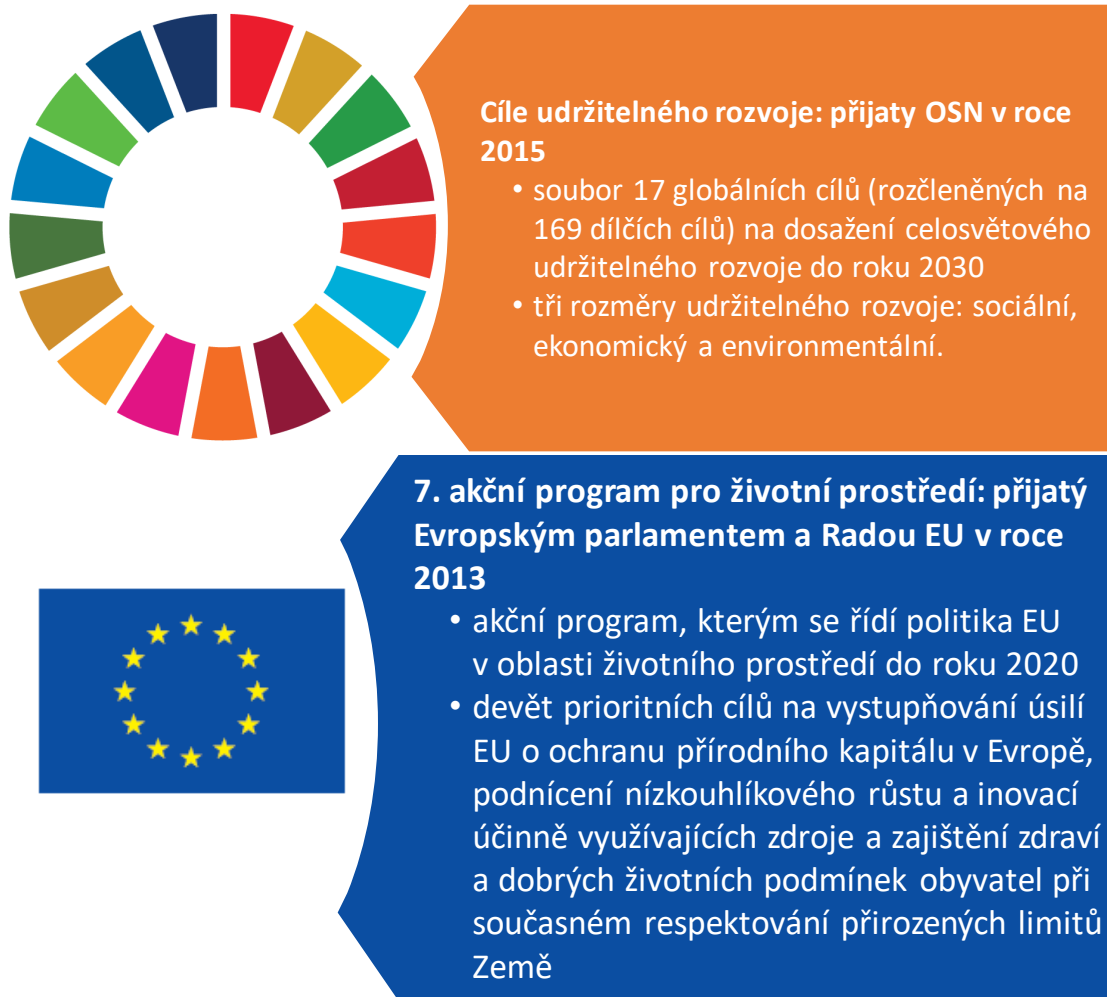 Cíle udržitelného rozvoje: přijaty OSN v roce
2015
• soubor 17 globálních cílů (rozčleněných na
169 dílčích cílů) na dosažení celosvětového
udržitelného rozvoje do roku 2030
• tři rozměry udržitelného rozvoje: sociální,
ekonomický a environmentální.
7. akční program pro životní prostředí: přijatý
Evropským parlamentem a Radou EU v roce
2013
• akční program, kterým se řídí politika EU
v oblasti životního prostředí do roku 2020
• devět prioritních cílů na vystupňování úsilí
EU o ochranu přírodního kapitálu v Evropě,
podnícení nízkouhlíkového růstu a inovací
účinně využívajících zdroje a zajištění zdraví
a dobrých životních podmínek obyvatel při
současném respektování přirozených limitů
Země